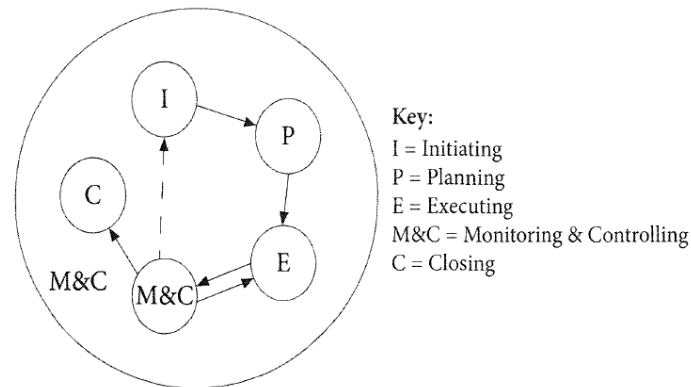 I
P
C
E
M&C
M&C
Key:
I = Initiating
P = Planning
E = Executing
M&C = Monitoring & Controlling
C = Closing